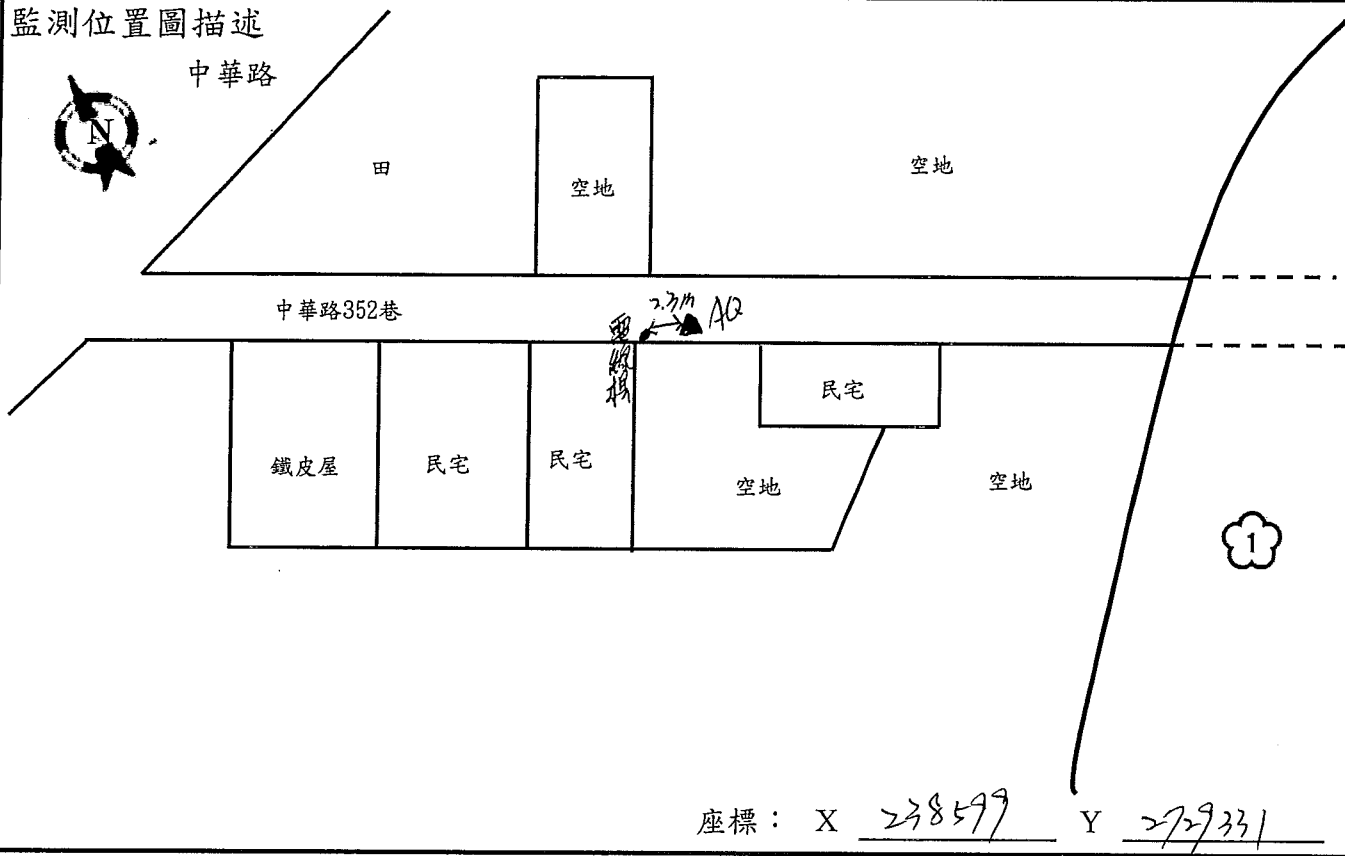 監測位置圖描述
中華路
N
田
空地
空地
中華路352巷
2.3m
AQ
電線桿
民宅
鐵皮屋
民宅
民宅
空地
空地
1
座標： X 238599 Y 2729331